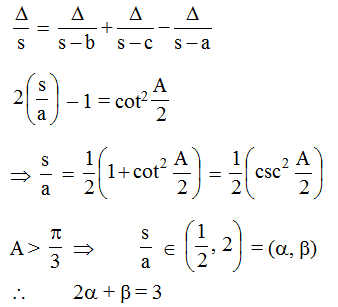 Δ/s = Δ/(s−b) + Δ/(s−c) − Δ/(s−a)
2(s/a) − 1 = cot² A/2
⇒ s/a = 1/2(1+cot² A/2) = 1/2(csc² A/2)
A > π/3 ⇒ s/a ∈ (1/2, 2) = (α, β)
∴ 2α + β = 3